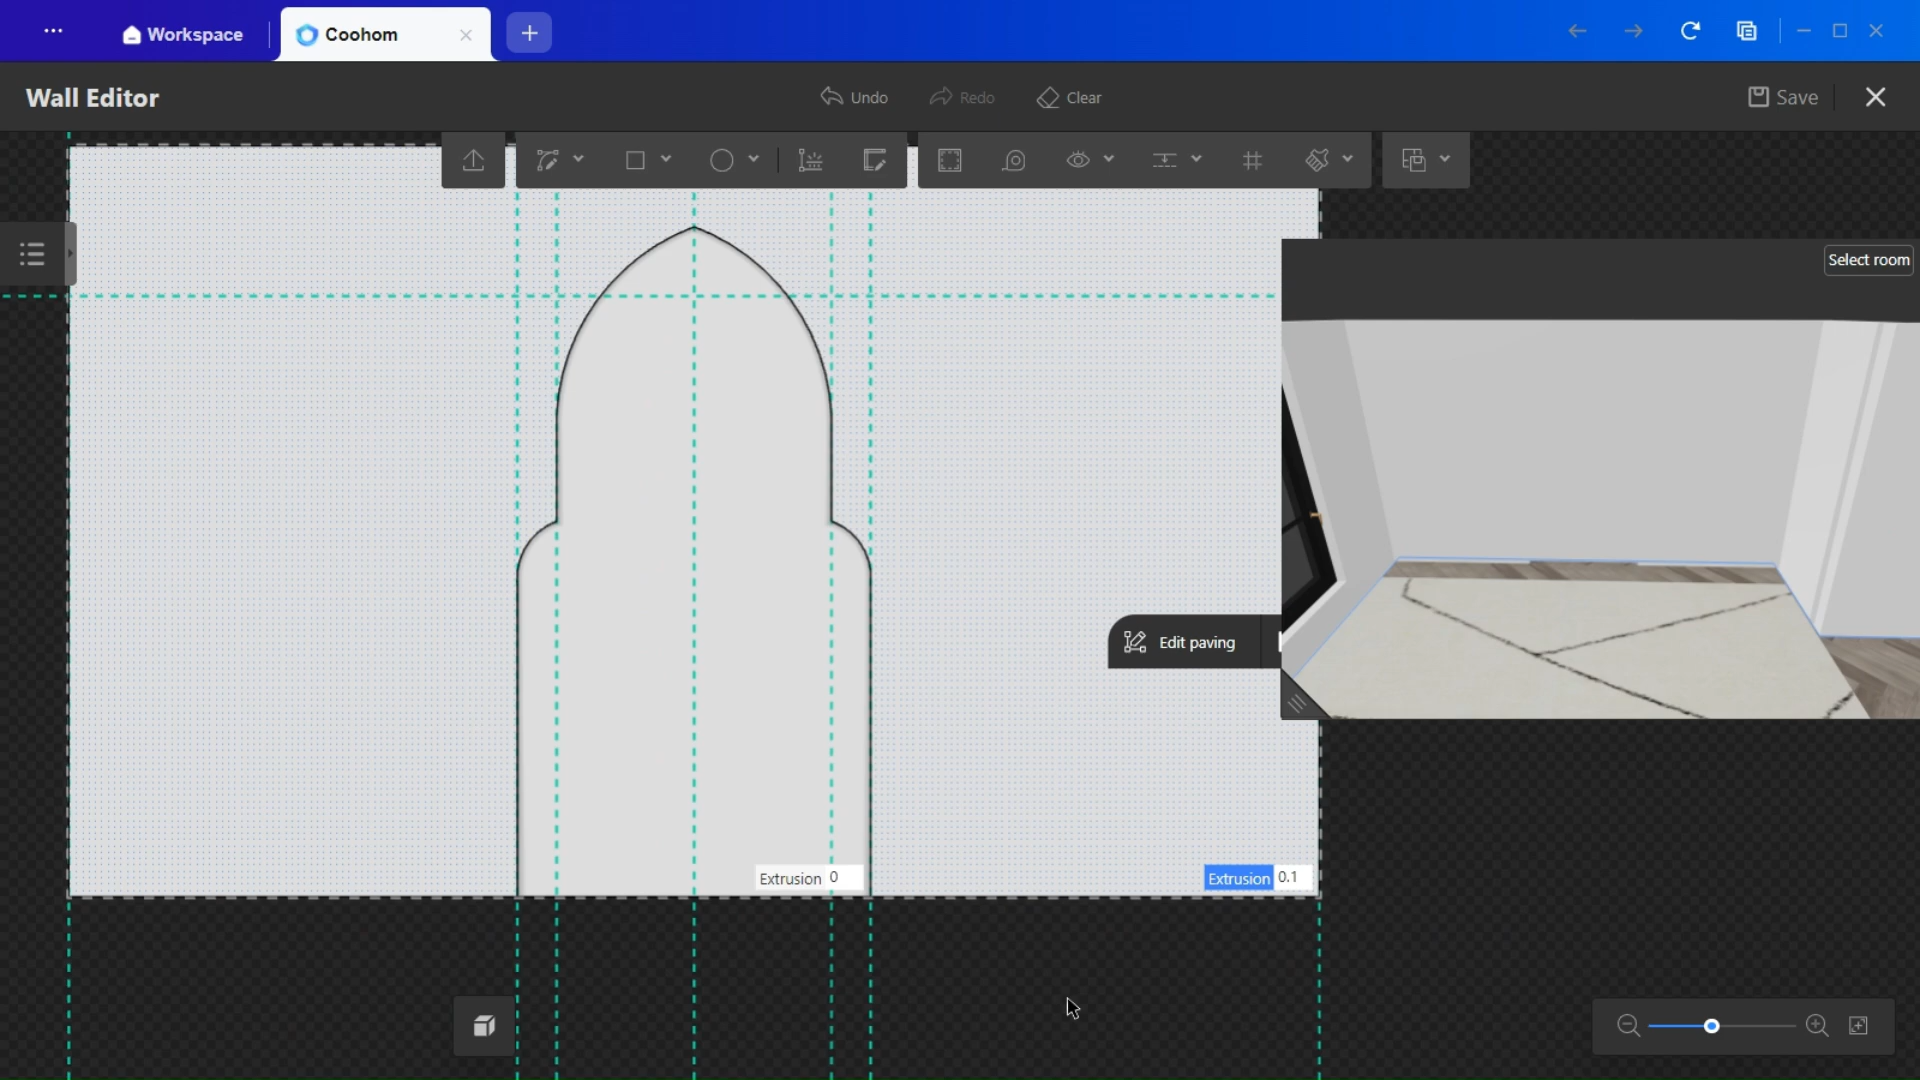 Workspace
Coohom
Wall Editor
Undo
Redo
Clear
Save
Select room
Edit paving
Extrusion 0
Extrusion 0.1